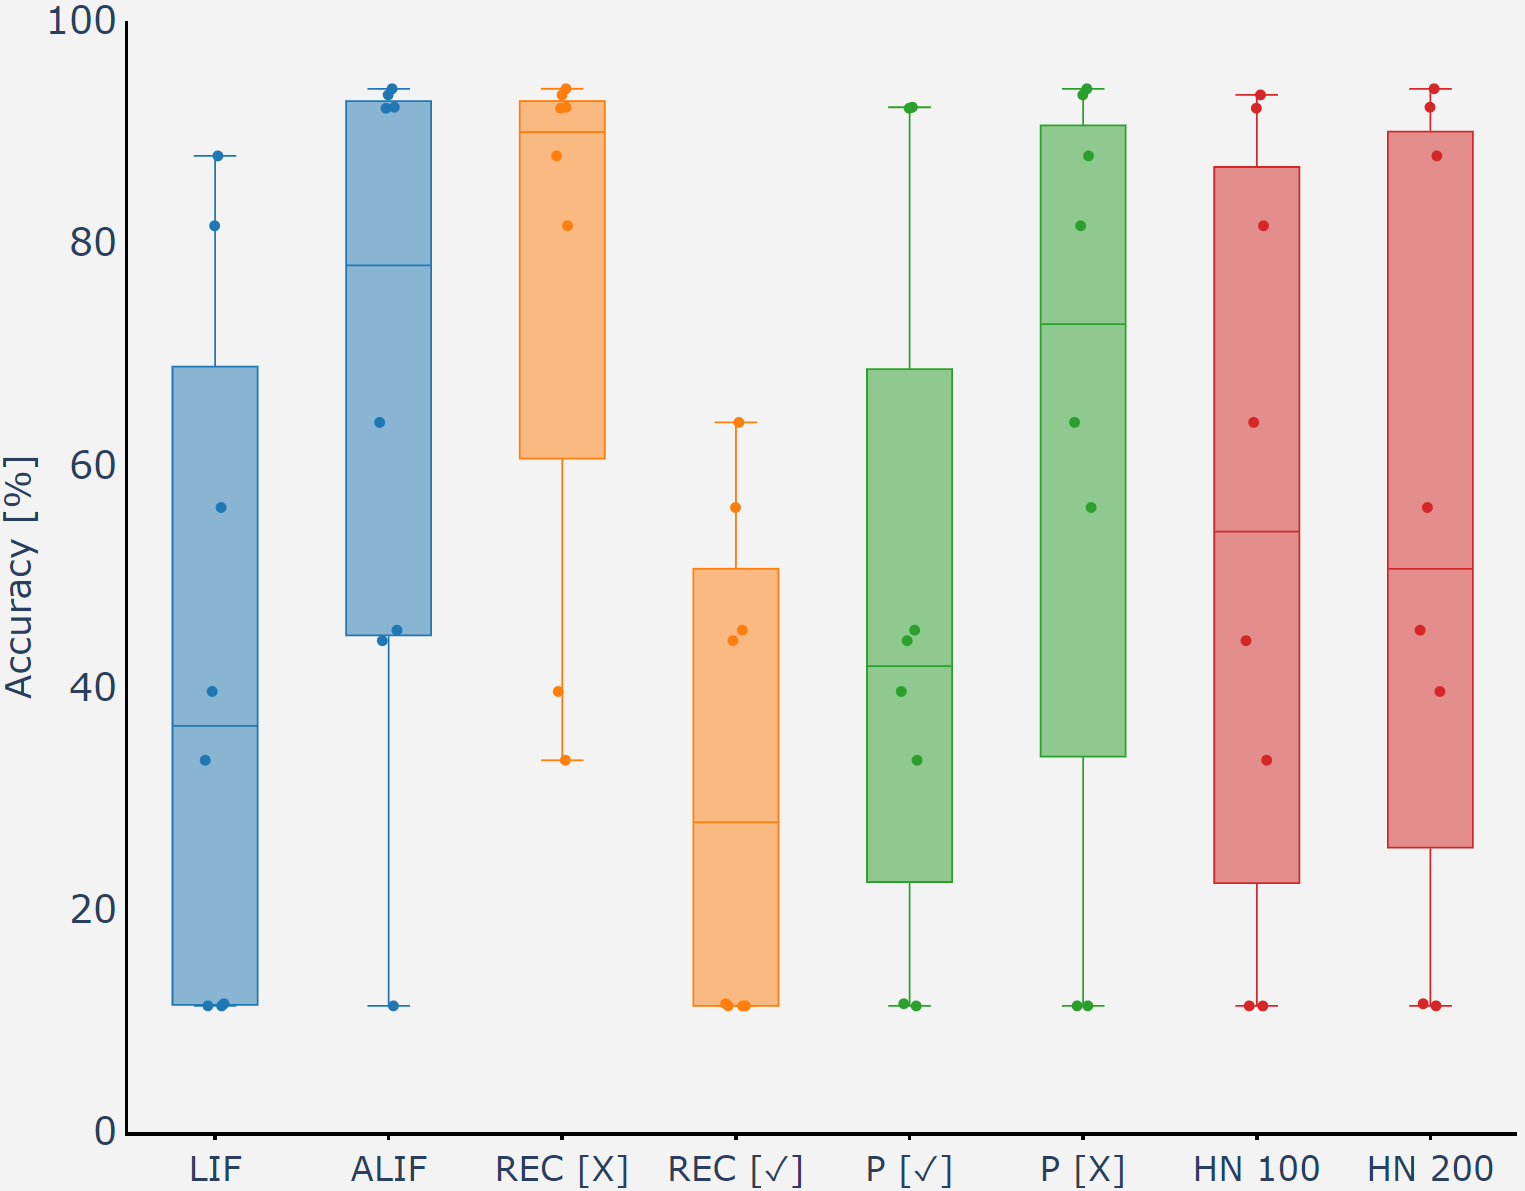 100
80
60
40
20
0
Accuracy [%]
LIF
ALIF
REC [X]
REC [✓]
P [✓]
P [X]
HN 100
HN 200